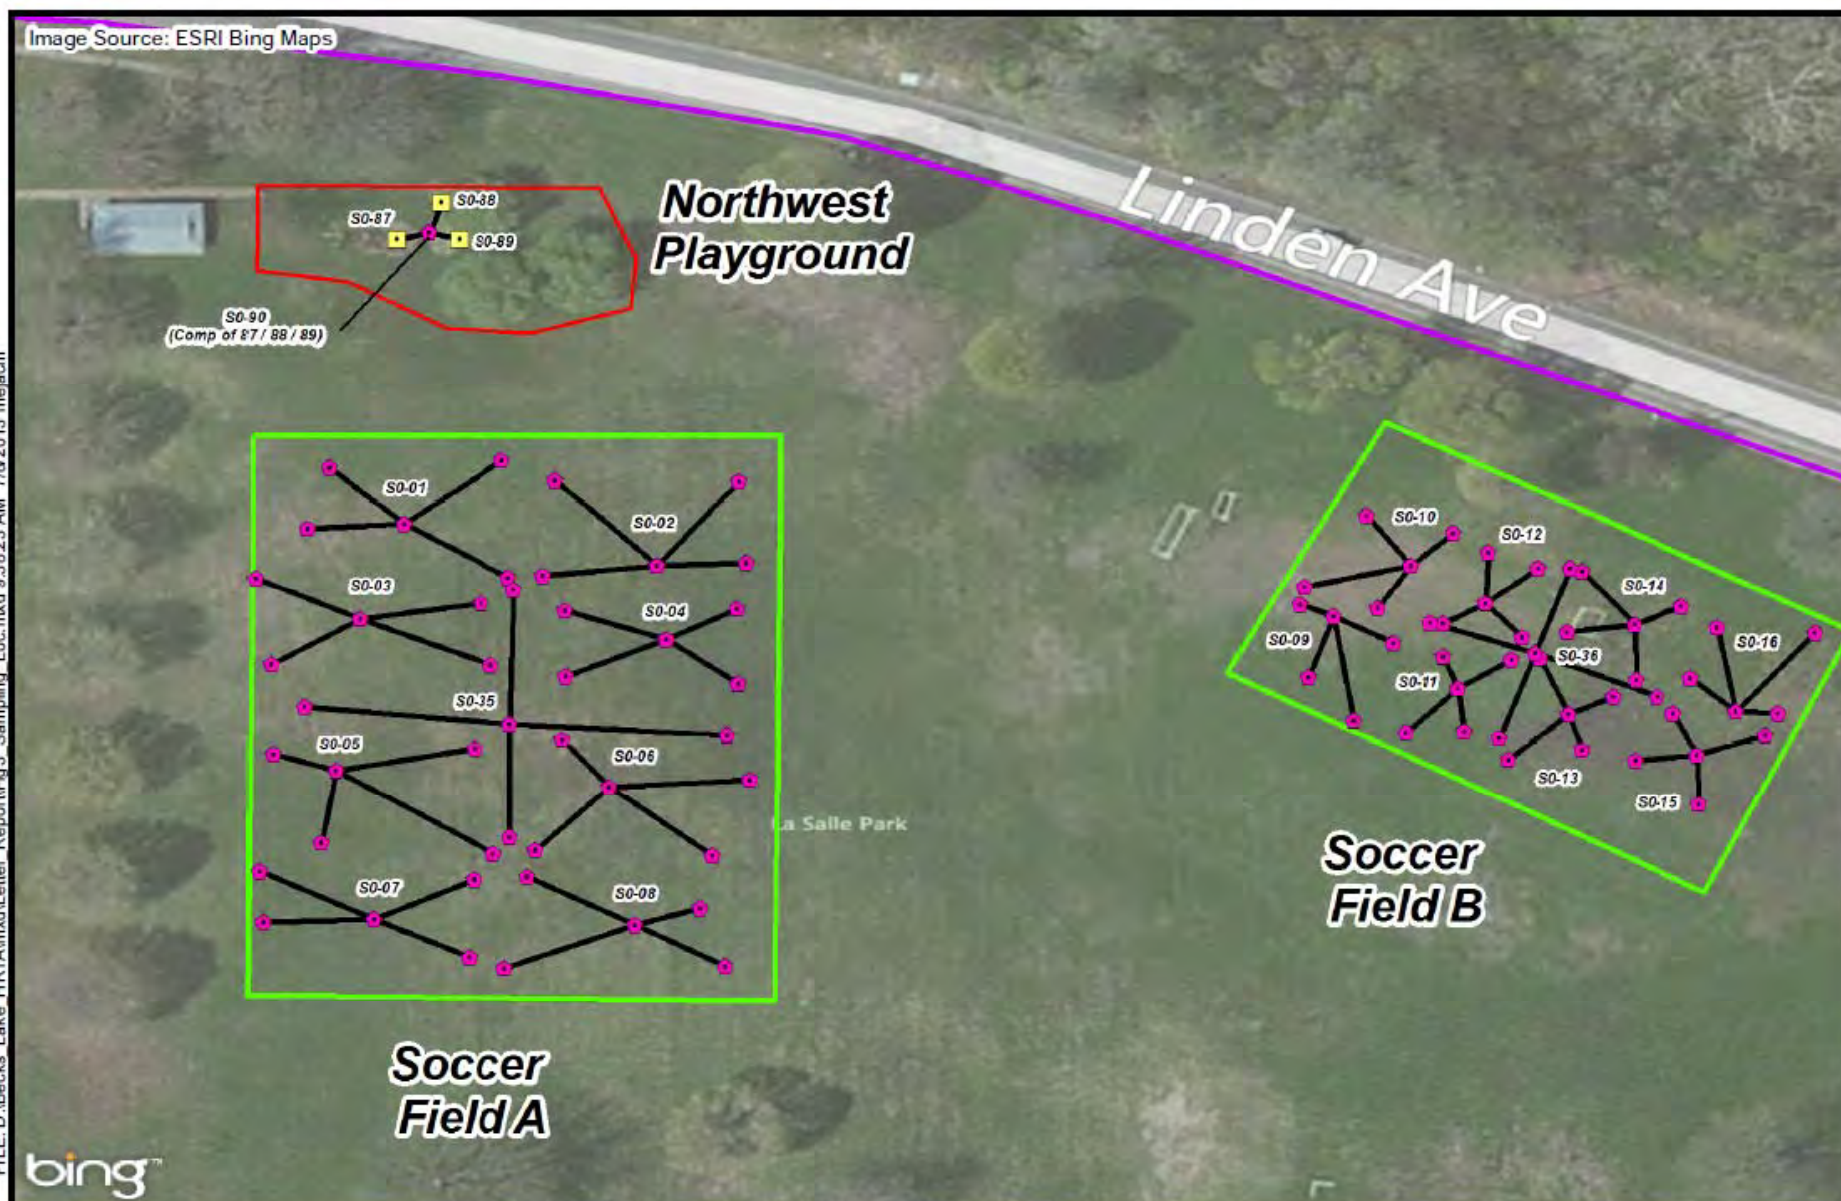 Image Source: ESRI Bing Maps
S0-88
S0-87
S0-89
Northwest
Playground
S0-90
(Comp of 87 / 88 / 89)
Linden Ave
S0-01
S0-02
S0-03
S0-04
S0-35
S0-05
S0-06
S0-07
S0-08
S0-10
S0-12
S0-14
S0-09
S0-36
S0-16
S0-11
S0-13
S0-15
La Salle Park
Soccer
Field B
Soccer
Field A
bing™